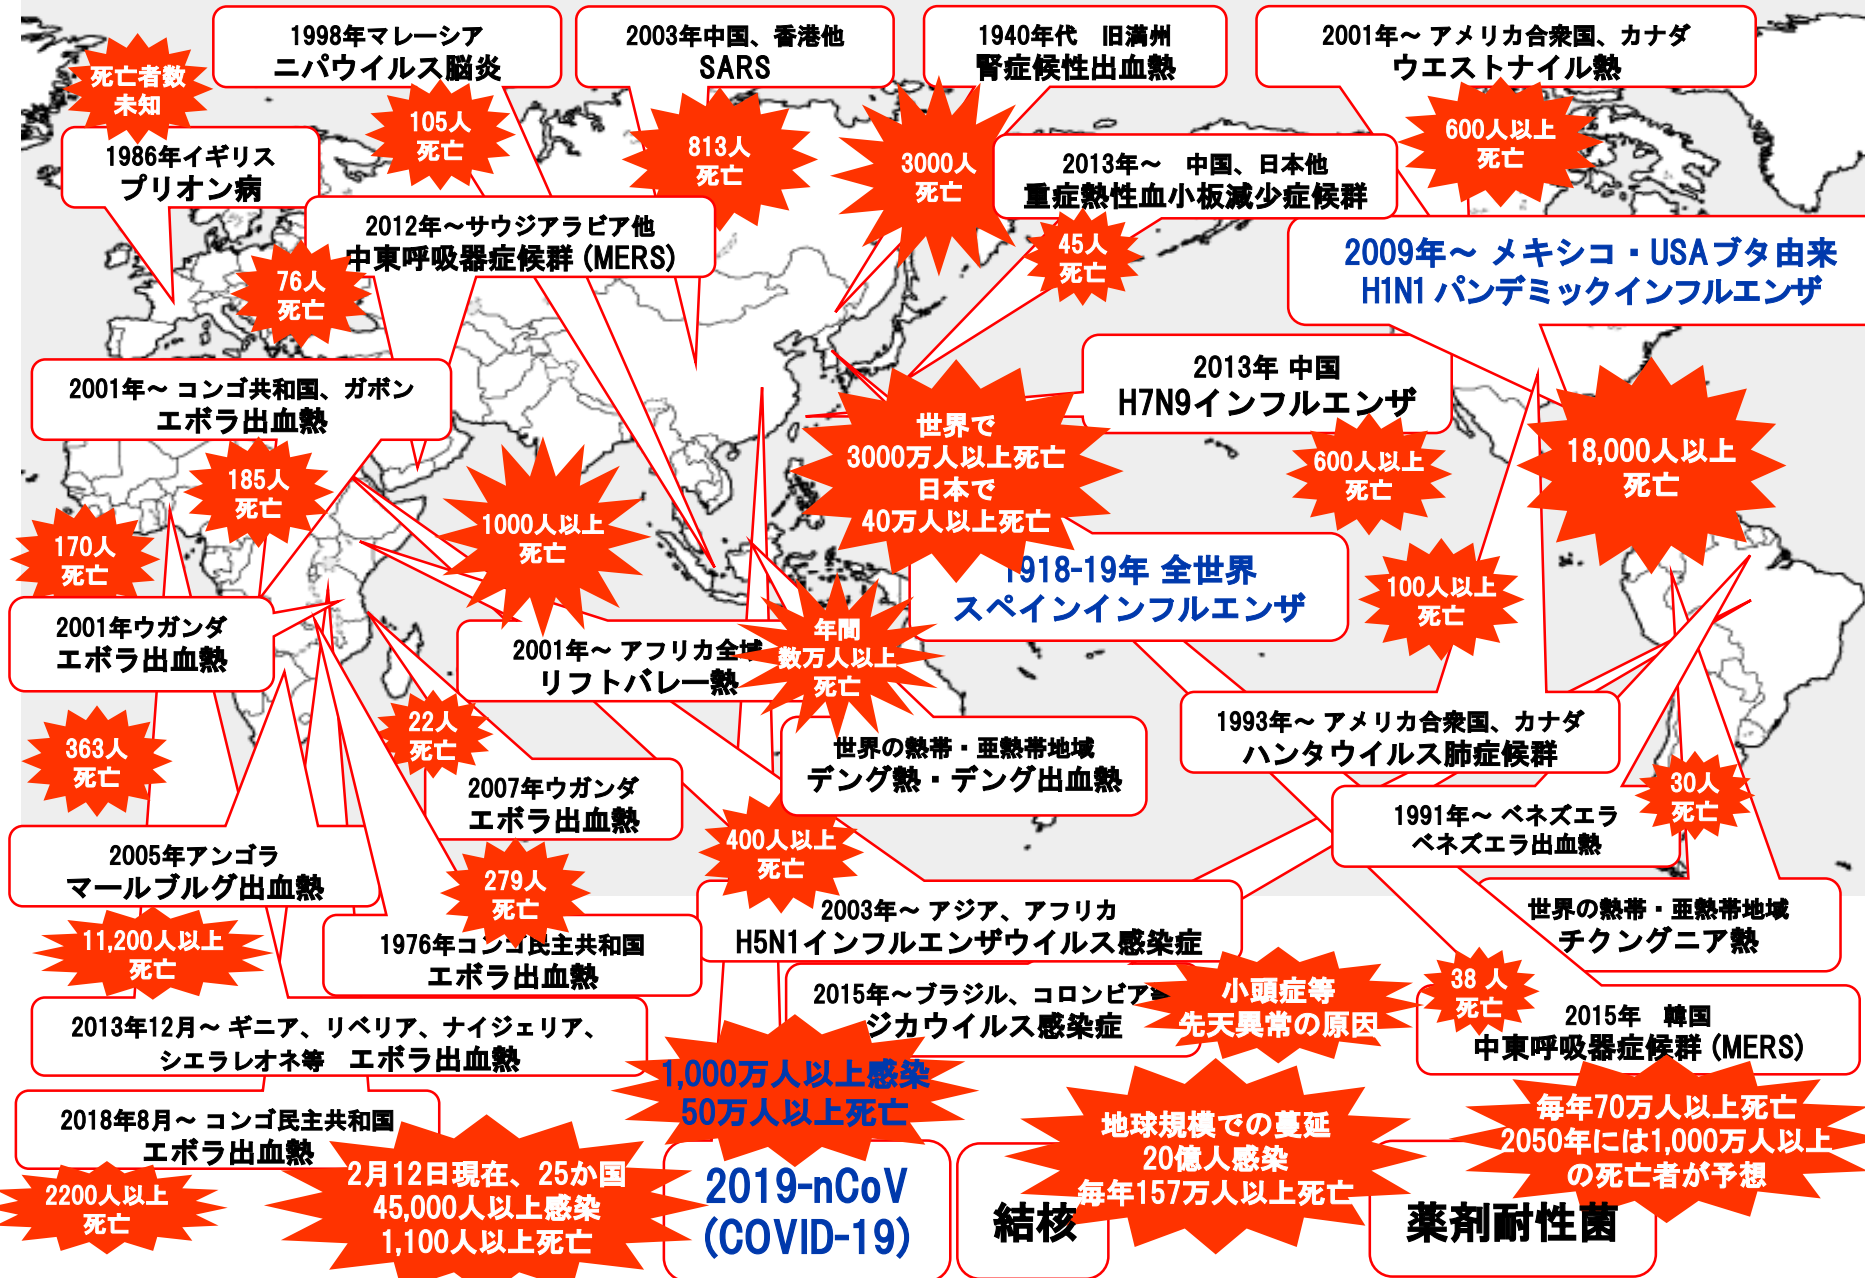 1998年マレーシア
ニパウイルス脳炎
105人
死亡
2003年中国、香港他
SARS
813人
死亡
1940年代　旧満州
腎症候性出血熱
3000人
死亡
2001年～ アメリカ合衆国、カナダ
ウエストナイル熱
600人以上
死亡
死亡者数
未知
1986年イギリス
プリオン病
2013年～　中国、日本他
重症熱性血小板減少症候群
45人
死亡
2012年～サウジアラビア他
中東呼吸器症候群 (MERS)
76人
死亡
2009年～ メキシコ・USAブタ由来
H1N1 パンデミックインフルエンザ
18,000人以上
死亡
2001年～ コンゴ共和国、ガボン
エボラ出血熱
185人
死亡
2013年 中国
H7N9インフルエンザ
600人以上
死亡
世界で
3000万人以上死亡
日本で
40万人以上死亡
1918-19年 全世界
スペインインフルエンザ
170人
死亡
2001年ウガンダ
エボラ出血熱
1000人以上
死亡
2001年～ アフリカ全域
リフトバレー熱
年間
数万人以上
死亡
世界の熱帯・亜熱帯地域
デング熱・デング出血熱
100人以上
死亡
1993年～ アメリカ合衆国、カナダ
ハンタウイルス肺症候群
363人
死亡
2005年アンゴラ
マールブルグ出血熱
22人
死亡
2007年ウガンダ
エボラ出血熱
30人
死亡
1991年～ ベネズエラ
ベネズエラ出血熱
279人
死亡
1976年コンゴ民主共和国
エボラ出血熱
400人以上
死亡
2003年～ アジア、アフリカ
H5N1インフルエンザウイルス感染症
世界の熱帯・亜熱帯地域
チクングニア熱
11,200人以上
死亡
2013年12月～ ギニア、リベリア、ナイジェリア、
シエラレオネ等　エボラ出血熱
2015年～ブラジル、コロンビア等
ジカウイルス感染症
小頭症等
先天異常の原因
38 人
死亡
2015年　韓国
中東呼吸器症候群 (MERS)
2018年8月～ コンゴ民主共和国
エボラ出血熱
2200人以上
死亡
2月12日現在、25か国
45,000人以上感染
1,100人以上死亡
1,000万人以上感染
50万人以上死亡
2019-nCoV
(COVID-19)
地球規模での蔓延
20億人感染
毎年157万人以上死亡
結核
毎年70万人以上死亡
2050年には1,000万人以上
の死亡者が予想
薬剤耐性菌